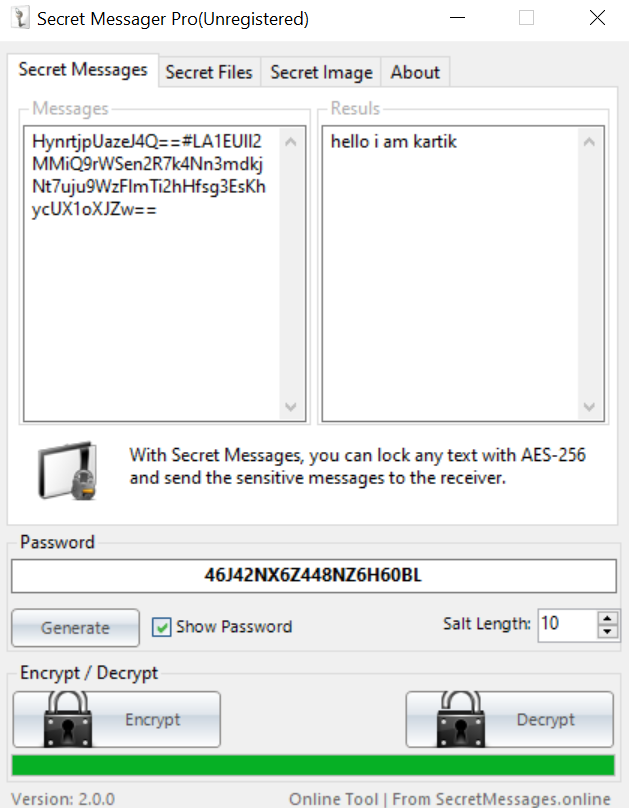 Secret Messager Pro(Unregistered)
Secret Messages Secret Files Secret Image About
Messages
HynrtjpUazeJ4Q==#LA1EUIl2
MMiQ9rWSen2R7k4Nn3mdkj
Nt7uju9WzFImTi2hHfsg3EsKh
ycUX1oXJZw==
Resuls
hello i am kartik
With Secret Messages, you can lock any text with AES-256
and send the sensitive messages to the receiver.
Password
46J42NX6Z448NZ6H60BL
Generate Show Password Salt Length: 10
Encrypt / Decrypt
Encrypt Decrypt
Version: 2.0.0 Online Tool | From SecretMessages.online